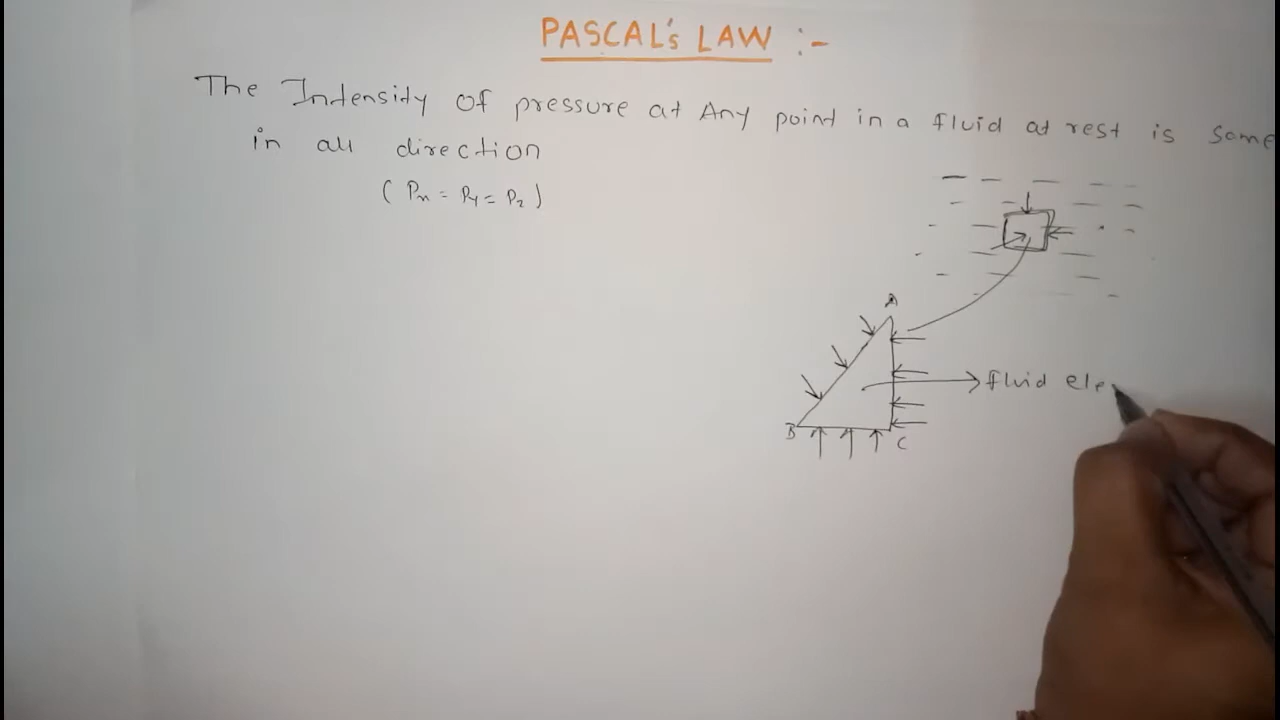 PASCAL's LAW :-
The Intensity of pressure at Any point in a fluid at rest is same
in all direction
(Px = Py = Pz)
A
fluid ele
B
C